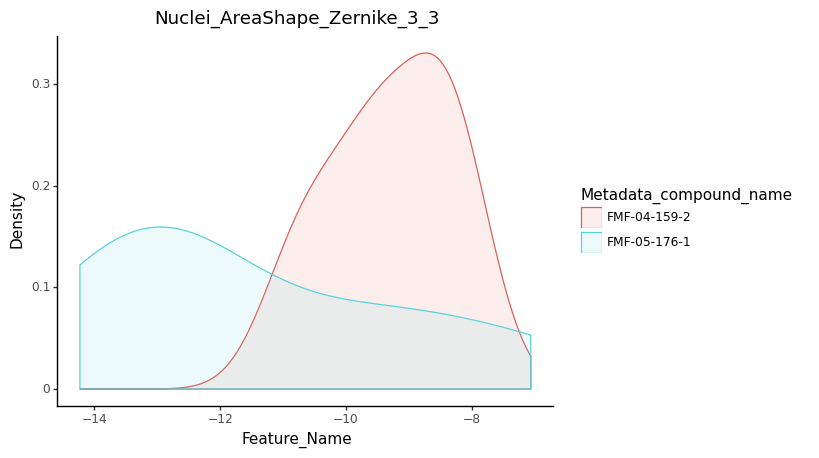 Nuclei_AreaShape_Zernike_3_3
0.3
0.2
0.1
0
Density
−14
−12
−10
−8
Feature_Name
Metadata_compound_name
FMF-04-159-2
FMF-05-176-1